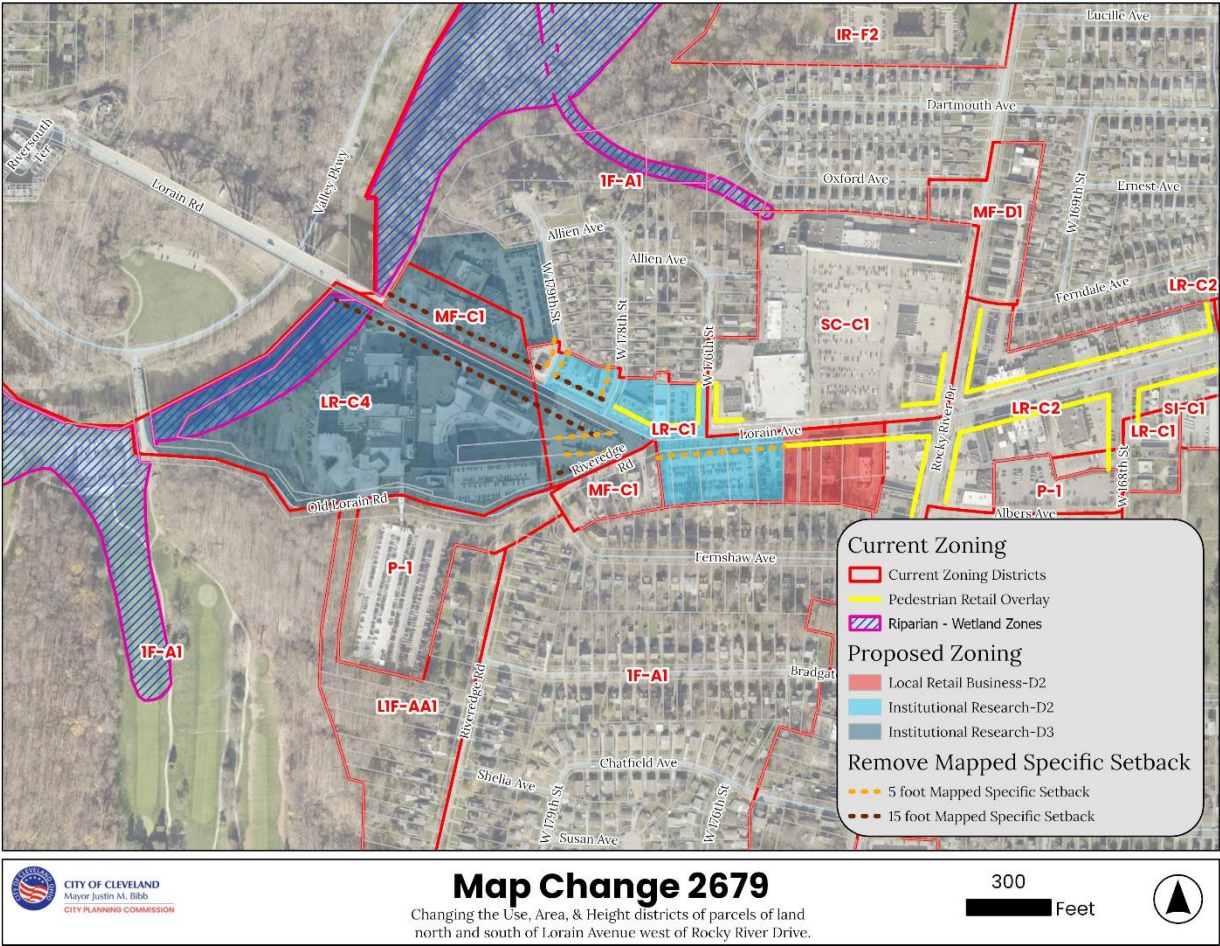 Lucille Ave
IR-F2
Dartmouth Ave
Riversouth
Ter
Lorain Rd
Valley Pkwy
1F-A1
Oxford Ave
W 169th St
Ernest Ave
MF-D1
Allien Ave
Allien Ave
W 179th St
W 178th St
W 176th St
Ferndale Ave
LR-C2
MF-C1
SC-C1
LR-C4
LR-C1
Lorain Ave
Rocky River Dr
LR-C2
SI-C1
LR-C1
Riveredge
Rd
MF-C1
P-1
W 168th St
Old Lorain Rd
Albers Ave
P-1
Fernshaw Ave
1F-A1
1F-A1
Bradgat
L1F-AA1
Riveredge Rd
Shelia Ave
W 179th St
Chatfield Ave
W 176th St
Susan Ave
Current Zoning
Current Zoning Districts
Pedestrian Retail Overlay
Riparian - Wetland Zones
Proposed Zoning
Local Retail Business-D2
Institutional Research-D2
Institutional Research-D3
Remove Mapped Specific Setback
5 foot Mapped Specific Setback
15 foot Mapped Specific Setback
CITY OF CLEVELAND OHIO
CITY OF CLEVELAND
Mayor Justin M. Bibb
CITY PLANNING COMMISSION
Map Change 2679
Changing the Use, Area, & Height districts of parcels of land
north and south of Lorain Avenue west of Rocky River Drive.
300
Feet